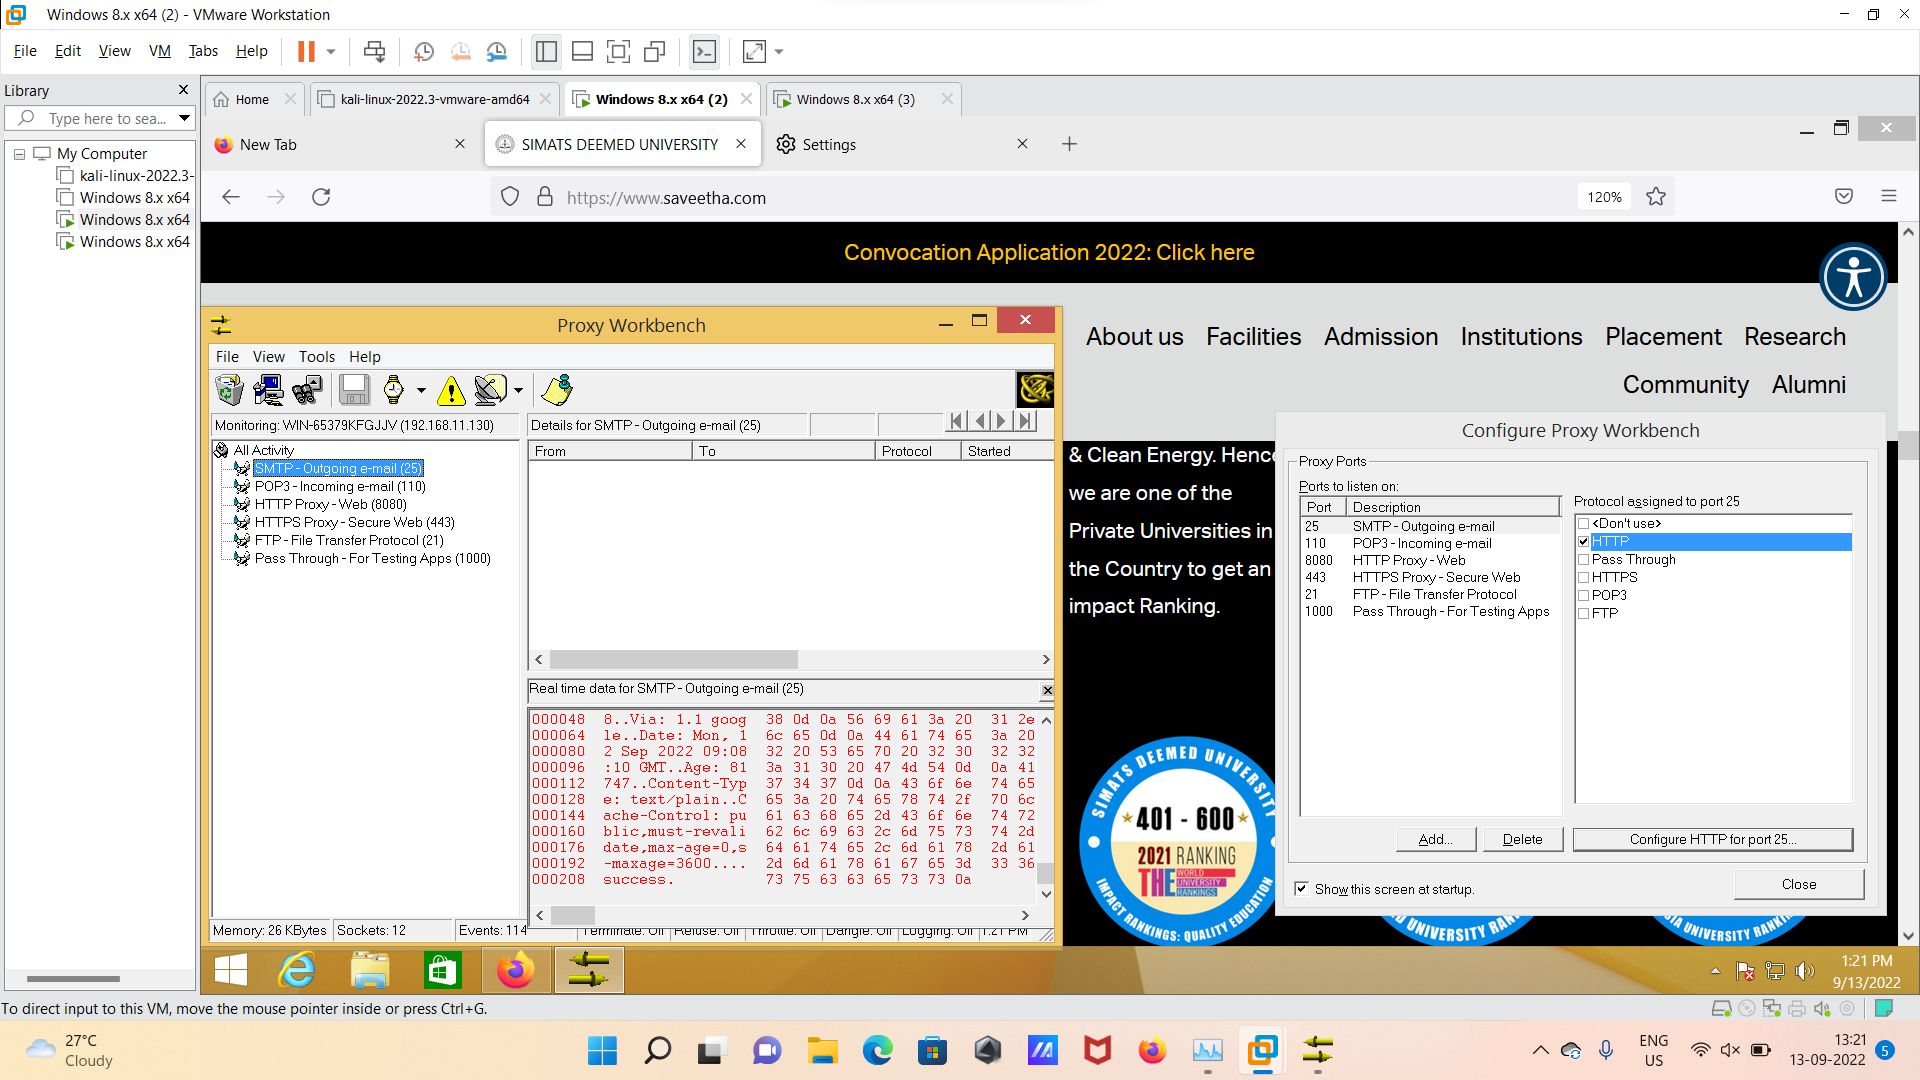 Windows 8.x x64 (2) - VMware Workstation
File Edit View VM Tabs Help
Library
Type here to sea...
My Computer
kali-linux-2022.3-
Windows 8.x x64
Windows 8.x x64
Windows 8.x x64
Home
kali-linux-2022.3-vmware-amd64
Windows 8.x x64 (2)
Windows 8.x x64 (3)
New Tab
SIMATS DEEMED UNIVERSITY
Settings
https://www.saveetha.com
120%
Convocation Application 2022: Click here
About us Facilities Admission Institutions Placement Research
Community Alumni
& Clean Energy. Hence
we are one of the
Private Universities in
the Country to get an
impact Ranking.
SIMATS DEEMED UNIVERSITY
401 - 600
2021 RANKING
THE WORLD UNIVERSITY RANKINGS
IMPACT RANKINGS: QUALITY EDUCATION
Proxy Workbench
File View Tools Help
Monitoring: WIN-65379KFGJJV (192.168.11.130)
All Activity
SMTP - Outgoing e-mail (25)
POP3 - Incoming e-mail (110)
HTTP Proxy - Web (8080)
HTTPS Proxy - Secure Web (443)
FTP - File Transfer Protocol (21)
Pass Through - For Testing Apps (1000)
Details for SMTP - Outgoing e-mail (25)
From To Protocol Started
Real time data for SMTP - Outgoing e-mail (25)
000048 8..Via: 1.1 goog 38 0d 0a 56 69 61 3a 20 31 2e
000064 le..Date: Mon, 1 6c 65 0d 0a 44 61 74 65 3a 20
000080 2 Sep 2022 09:08 32 20 53 65 70 20 32 30 32 32
000096 :10 GMT..Age: 81 3a 31 30 20 47 4d 54 0d 0a 41
000112 747..Content-Typ 37 34 37 0d 0a 43 6f 6e 74 65
000128 e: text/plain..C 65 3a 20 74 65 78 74 2f 70 6c
000144 ache-Control: pu 61 63 68 65 2d 43 6f 6e 74 72
000160 blic,must-revali 62 6c 69 63 2c 6d 75 73 74 2d
000176 date,max-age=0,s 64 61 74 65 2c 6d 61 78 2d 61
000192 -maxage=3600.... 2d 6d 61 78 61 67 65 3d 33 36
000208 success. 73 75 63 63 65 73 73 0a
Memory: 26 KBytes Sockets: 12 Events: 114 Terminate: Off Refuse: Off Throttle: Off Dangle: Off Logging: Off 1:21 PM
Configure Proxy Workbench
Proxy Ports
Ports to listen on:
Port Description
25 SMTP - Outgoing e-mail
110 POP3 - Incoming e-mail
8080 HTTP Proxy - Web
443 HTTPS Proxy - Secure Web
21 FTP - File Transfer Protocol
1000 Pass Through - For Testing Apps
Protocol assigned to port 25
<Don't use>
HTTP
Pass Through
HTTPS
POP3
FTP
Add... Delete Configure HTTP for port 25...
Show this screen at startup.
Close
1:21 PM
9/13/2022
To direct input to this VM, move the mouse pointer inside or press Ctrl+G.
27°C
Cloudy
ENG
US
13:21
13-09-2022
5